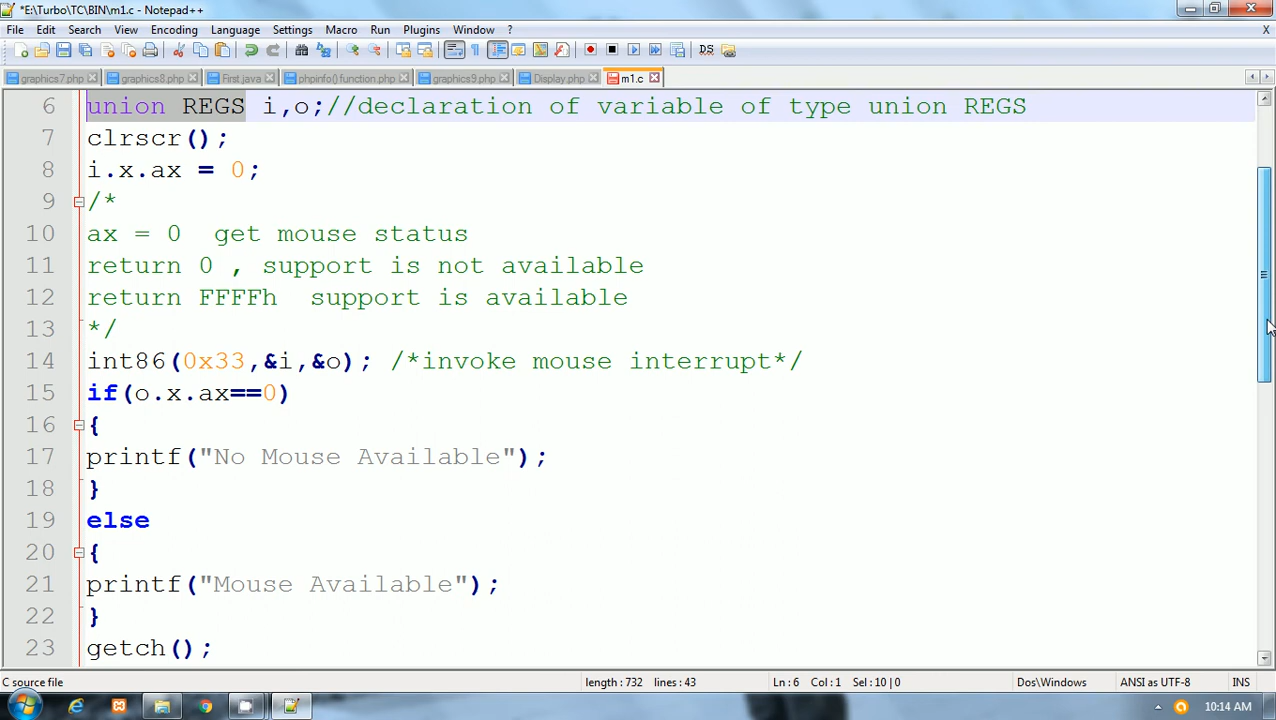 *E:\Turbo\TC\BIN\m1.c - Notepad++
File Edit Search View Encoding Language Settings Macro Run Plugins Window ? X
graphics7.php graphics8.php First.java phpinfo() function.php graphics9.php Display.php m1.c
6 union REGS i,o;//declaration of variable of type union REGS
7 clrscr();
8 i.x.ax = 0;
9 /*
10 ax = 0  get mouse status
11 return 0 , support is not available
12 return FFFFh  support is available
13 */
14 int86(0x33,&i,&o); /*invoke mouse interrupt*/
15 if(o.x.ax==0)
16 {
17 printf("No Mouse Available");
18 }
19 else
20 {
21 printf("Mouse Available");
22 }
23 getch();
C source file length : 732 lines : 43 Ln : 6 Col : 1 Sel : 10 | 0 Dos\Windows ANSI as UTF-8 INS
10:14 AM